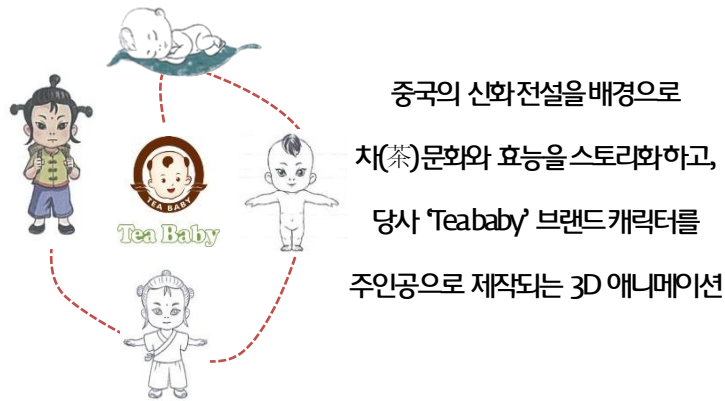 TEA BABY
Tea Baby
중국의 신화 전설을 배경으로
차(茶) 문화와 효능을 스토리화 하고,
당사 ‘Tea baby’ 브랜드 캐릭터를
주인공으로 제작되는 3D 애니메이션